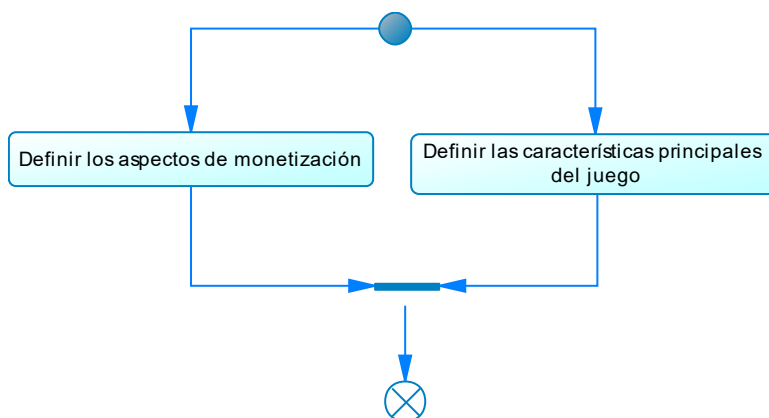 Definir los aspectos de monetización
Definir las características principales
del juego